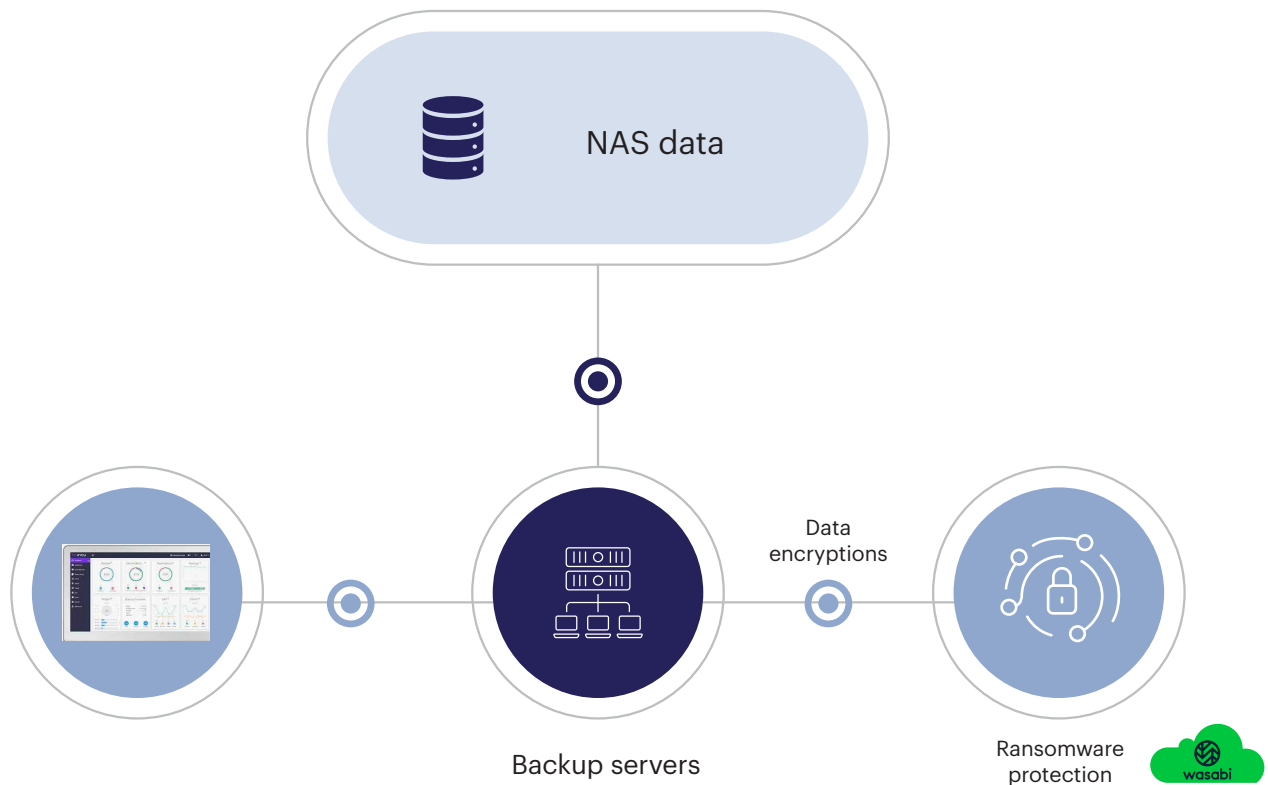 NAS data
Data
encryptions
Backup servers
Ransomware
protection
wasabi